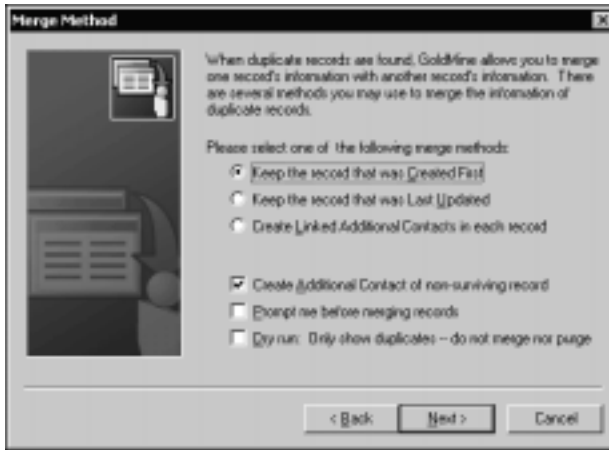 Merge Method
When duplicate records are found, GoldMine allows you to merge
one record's information with another record's information. There
are several methods you may use to merge the information of
duplicate records.
Please select one of the following merge methods:
Keep the record that was Created First
Keep the record that was Last Updated
Create Linked Additional Contacts in each record
Create Additional Contact of non-surviving record
Prompt me before merging records
Dry run: Only show duplicates -- do not merge nor purge
< Back Next > Cancel